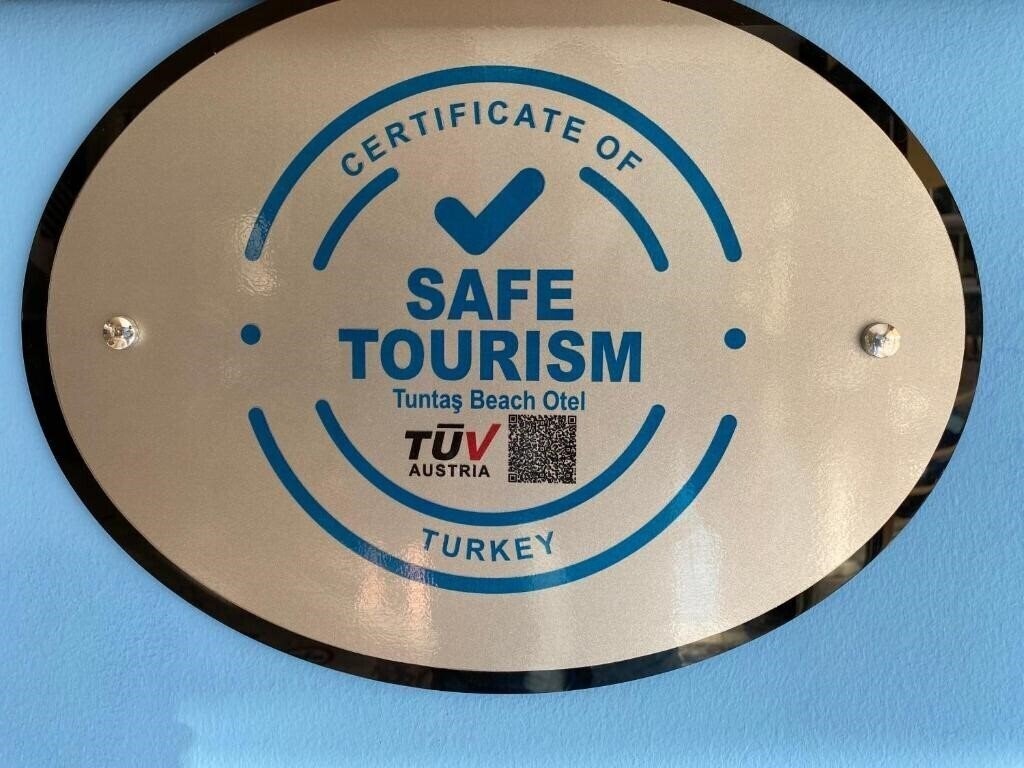 CERTIFICATE OF
SAFE
TOURISM
Tuntaş Beach Otel
TÜV
AUSTRIA
TURKEY